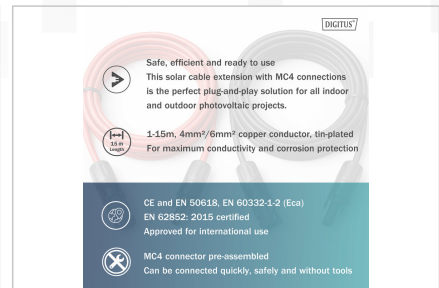 DIGITUS®
Safe, efficient and ready to use
This solar cable extension with MC4 connections
is the perfect plug-and-play solution for all indoor
and outdoor photovoltaic projects.
15 m
Length
1-15m, 4mm²/6mm² copper conductor, tin-plated
For maximum conductivity and corrosion protection
CE and EN 50618, EN 60332-1-2 (Eca)
EN 62852: 2015 certified
Approved for international use
MC4 connector pre-assembled
Can be connected quickly, safely and without tools